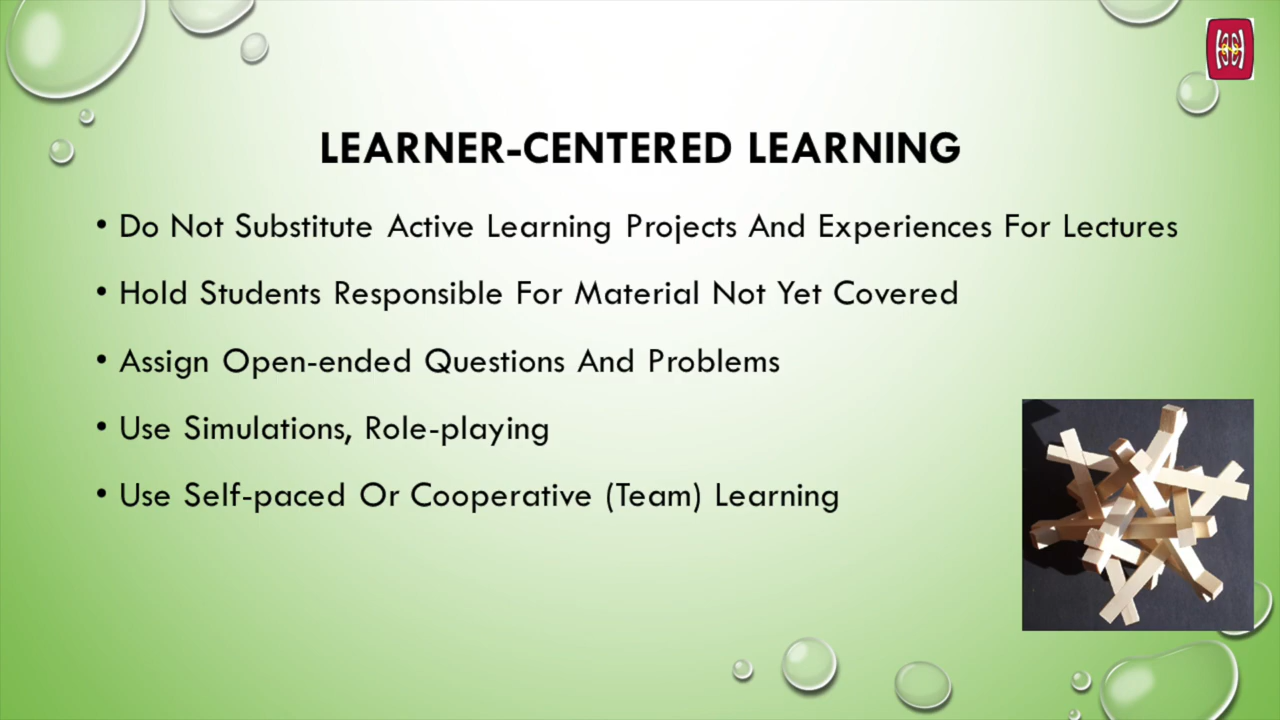 LEARNER-CENTERED LEARNING
• Do Not Substitute Active Learning Projects And Experiences For Lectures
• Hold Students Responsible For Material Not Yet Covered
• Assign Open-ended Questions And Problems
• Use Simulations, Role-playing
• Use Self-paced Or Cooperative (Team) Learning